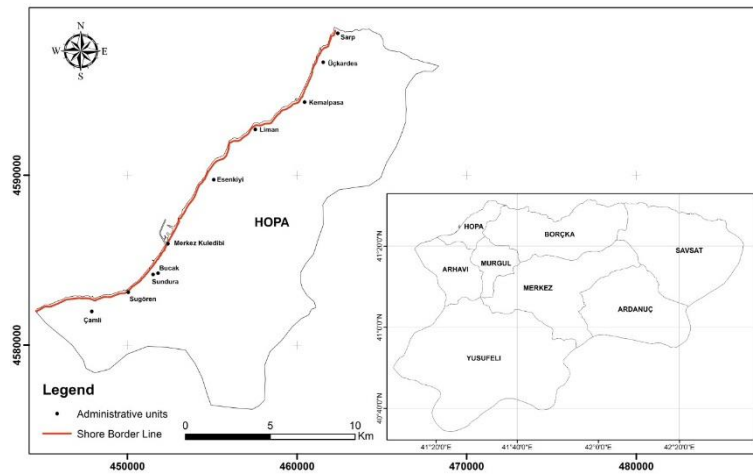 N
W E
S
Sarp
Üçkardeş
Kemalpaşa
Liman
4590000
Esenkiyi
HOPA
Merkez Kuledibi
Bucak
Sundura
Sugören
Çamli
4580000
Legend
Administrative units
Shore Border Line
0 5 10
Km
450000 460000 470000 480000
HOPA
BORÇKA
SAVSAT
ARHAVI
MURGUL
MERKEZ
ARDANUÇ
YUSUFELI
41°20'0"N
41°0'0"N
40°40'0"N
41°20'0"E 41°40'0"E 42°0'0"E 42°20'0"E